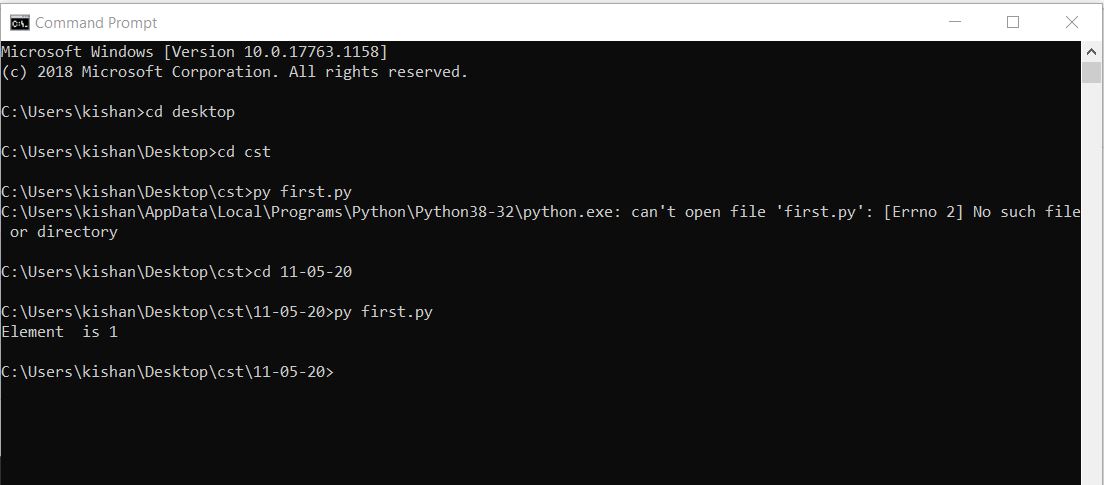 Command Prompt
Microsoft Windows [Version 10.0.17763.1158]
(c) 2018 Microsoft Corporation. All rights reserved.
C:\Users\kishan>cd desktop
C:\Users\kishan\Desktop>cd cst
C:\Users\kishan\Desktop\cst>py first.py
C:\Users\kishan\AppData\Local\Programs\Python\Python38-32\python.exe: can't open file 'first.py': [Errno 2] No such file
 or directory
C:\Users\kishan\Desktop\cst>cd 11-05-20
C:\Users\kishan\Desktop\cst\11-05-20>py first.py
Element  is 1
C:\Users\kishan\Desktop\cst\11-05-20>